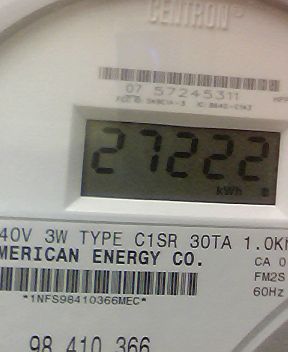 CENTRON®
07 57245311
27222
kWh
40V 3W TYPE C1SR 30TA 1.0K
MERICAN ENERGY CO.
CA 0
FM2S
60Hz
*1NFS98410366MEC*
98 410 366